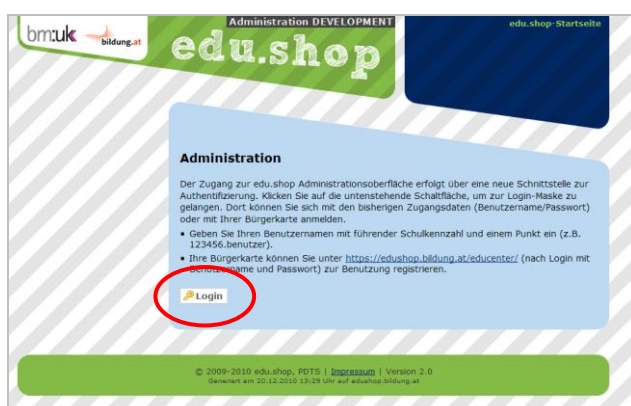 bm:uk
bildung.at
Administration DEVELOPMENT
edu.shop
edu.shop-Startseite
Administration
Der Zugang zur edu.shop Administrationsoberfläche erfolgt über eine neue Schnittstelle zur
Authentifizierung. Klicken Sie auf die untenstehende Schaltfläche, um zur Login-Maske zu
gelangen. Dort können Sie sich mit den bisherigen Zugangsdaten (Benutzername/Passwort)
oder mit Ihrer Bürgerkarte anmelden.
• Geben Sie Ihren Benutzernamen mit führender Schulkennzahl und einem Punkt ein (z.B.
123456.benutzer).
• Ihre Bürgerkarte können Sie unter https://edushop.bildung.at/educenter/ (nach Login mit
Benutzername und Passwort) zur Benutzung registrieren.
Login
© 2009-2010 edu.shop, PDTS | Impressum | Version 2.0
Generiert am 20.12.2010 13:29 Uhr auf edushop.bildung.at